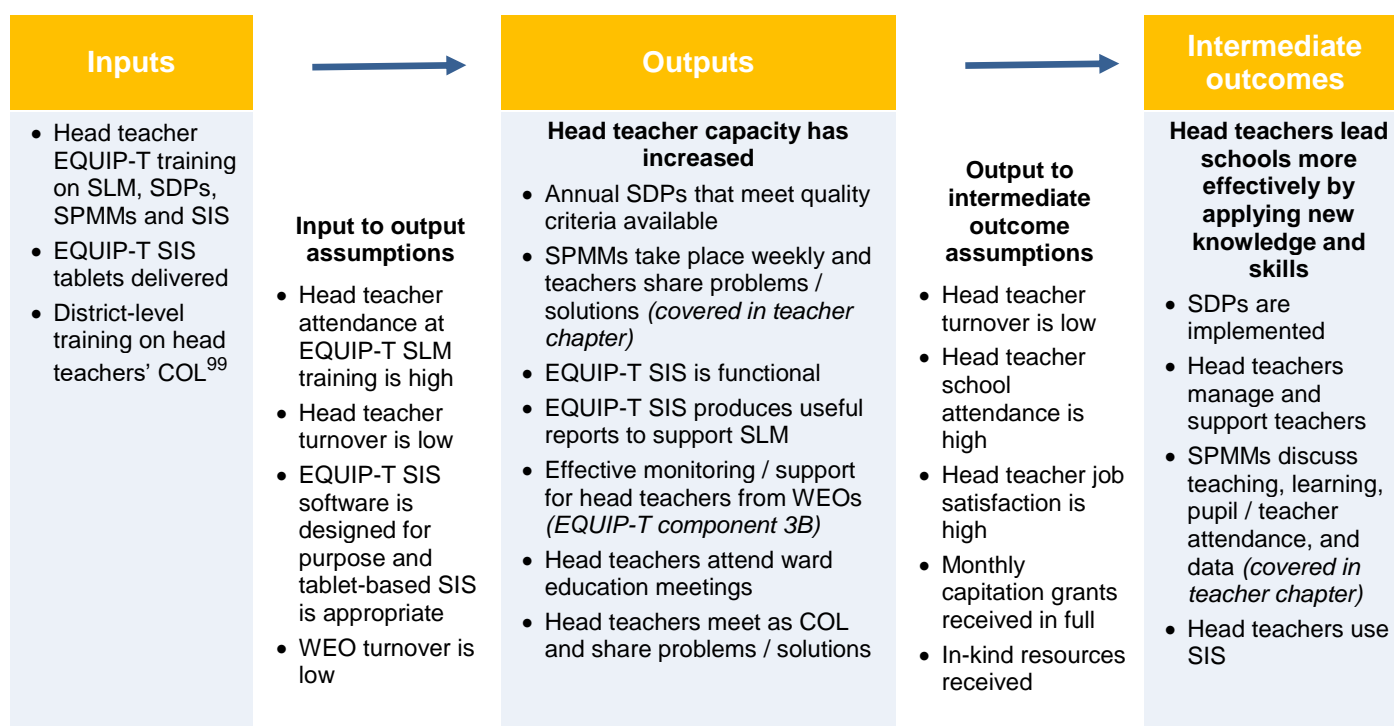 Inputs
• Head teacher
EQUIP-T training
on SLM, SDPs,
SPMMs and SIS
• EQUIP-T SIS
tablets delivered
• District-level
training on head
teachers' COL99
Input to output
assumptions
• Head teacher
attendance at
EQUIP-T SLM
training is high
• Head teacher
turnover is low
• EQUIP-T SIS
software is
designed for
purpose and
tablet-based SIS
is appropriate
• WEO turnover is
low
Outputs
Head teacher capacity has
increased
• Annual SDPs that meet quality
criteria available
• SPMMs take place weekly and
teachers share problems /
solutions (covered in teacher
chapter)
• EQUIP-T SIS is functional
• EQUIP-T SIS produces useful
reports to support SLM
• Effective monitoring / support
for head teachers from WEOs
(EQUIP-T component 3B)
• Head teachers attend ward
education meetings
• Head teachers meet as COL
and share problems / solutions
Output to
intermediate
outcome
assumptions
• Head teacher
turnover is low
• Head teacher
school
attendance is
high
• Head teacher job
satisfaction is
high
• Monthly
capitation grants
received in full
• In-kind resources
received
Intermediate
outcomes
Head teachers lead
schools more
effectively by
applying new
knowledge and
skills
• SDPs are
implemented
• Head teachers
manage and
support teachers
• SPMMs discuss
teaching, learning,
pupil / teacher
attendance, and
data (covered in
teacher chapter)
• Head teachers use
SIS